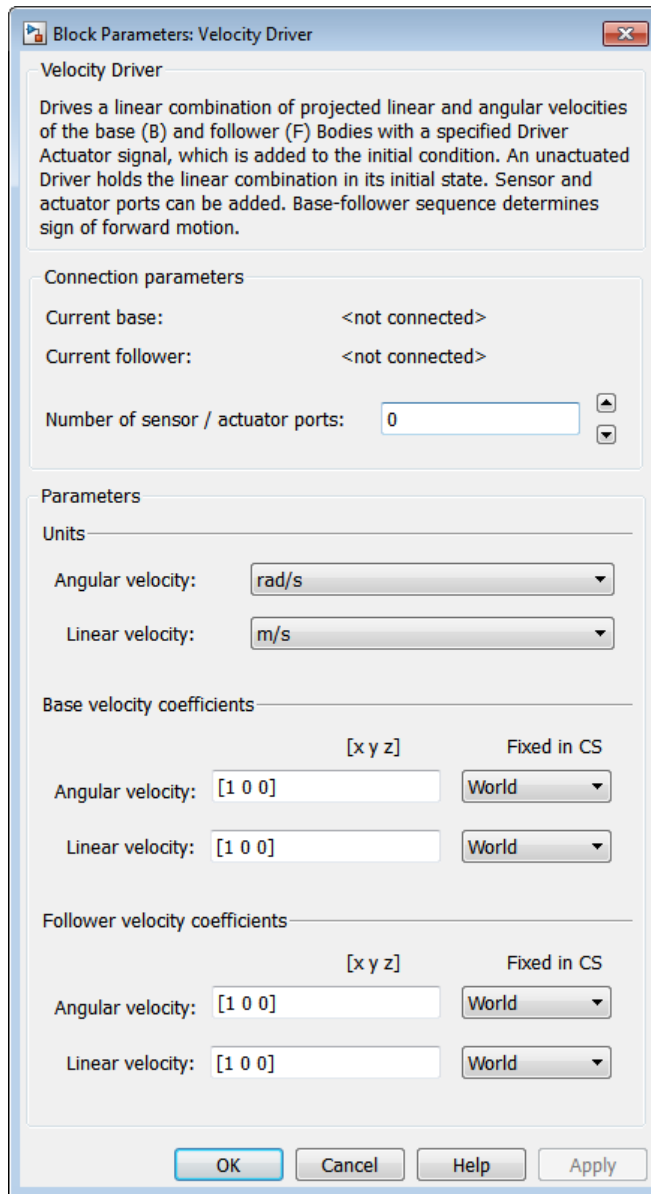 Block Parameters: Velocity Driver
Velocity Driver
Drives a linear combination of projected linear and angular velocities
of the base (B) and follower (F) Bodies with a specified Driver
Actuator signal, which is added to the initial condition. An unactuated
Driver holds the linear combination in its initial state. Sensor and
actuator ports can be added. Base-follower sequence determines
sign of forward motion.
Connection parameters
Current base: <not connected>
Current follower: <not connected>
Number of sensor / actuator ports: 0
Parameters
Units
Angular velocity: rad/s
Linear velocity: m/s
Base velocity coefficients
[x y z] Fixed in CS
Angular velocity: [1 0 0] World
Linear velocity: [1 0 0] World
Follower velocity coefficients
[x y z] Fixed in CS
Angular velocity: [1 0 0] World
Linear velocity: [1 0 0] World
OK Cancel Help Apply